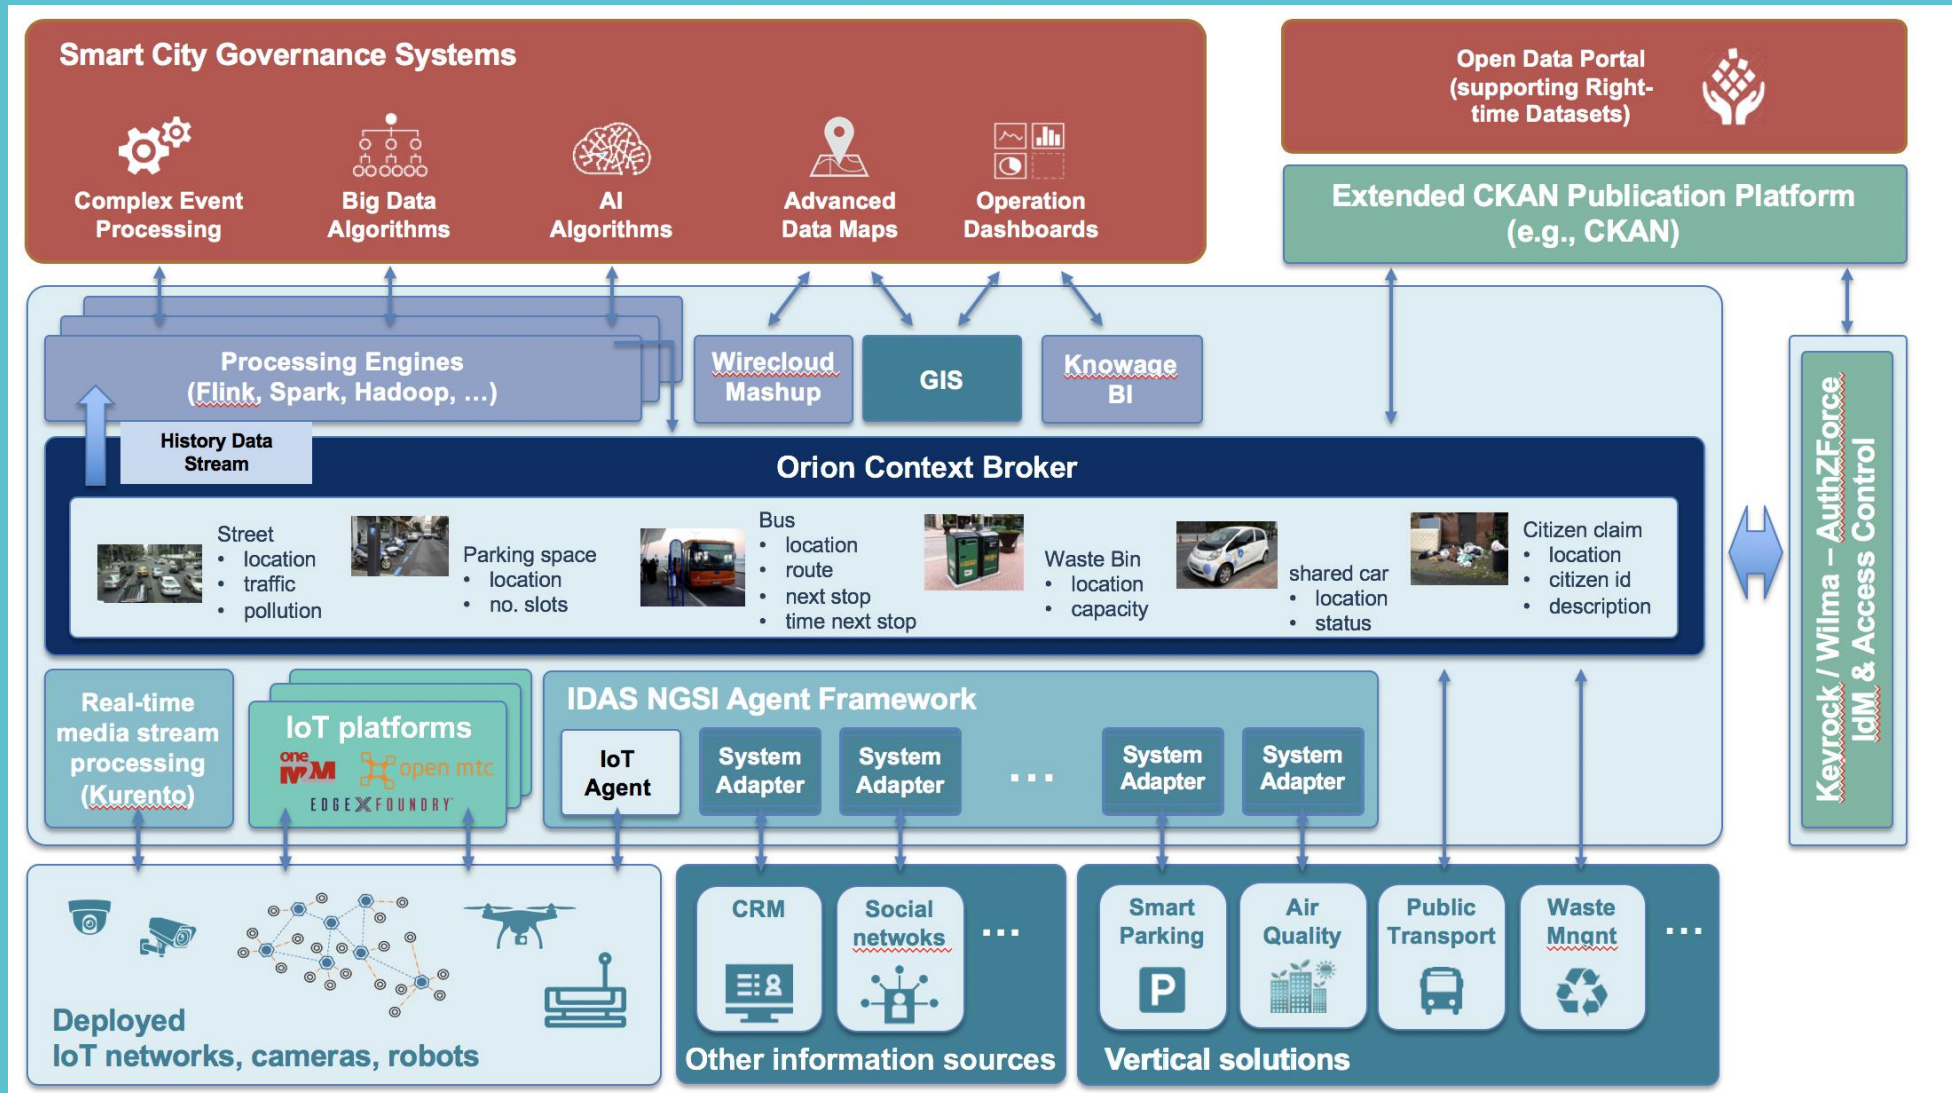 Smart City Governance Systems
Complex Event
Processing
Big Data
Algorithms
AI
Algorithms
Advanced
Data Maps
Operation
Dashboards
Open Data Portal
(supporting Right-
time Datasets)
Extended CKAN Publication Platform
(e.g., CKAN)
Processing Engines
(Flink, Spark, Hadoop, ...)
Wirecloud
Mashup
GIS
Knowage
BI
History Data
Stream
Orion Context Broker
Street
• location
• traffic
• pollution
Parking space
• location
• no. slots
Bus
• location
• route
• next stop
• time next stop
Waste Bin
• location
• capacity
shared car
• location
• status
Citizen claim
• location
• citizen id
• description
Keyrock / Wilma – AuthZForce
IdM & Access Control
Real-time
media stream
processing
(Kurento)
IoT platforms
one
M2M
open mtc
EDGE X FOUNDRY
IDAS NGSI Agent Framework
IoT
Agent
System
Adapter
System
Adapter
...
System
Adapter
System
Adapter
Deployed
IoT networks, cameras, robots
CRM
Social
netwoks
...
Other information sources
Smart
Parking
P
Air
Quality
Public
Transport
Waste
Mngnt
...
Vertical solutions